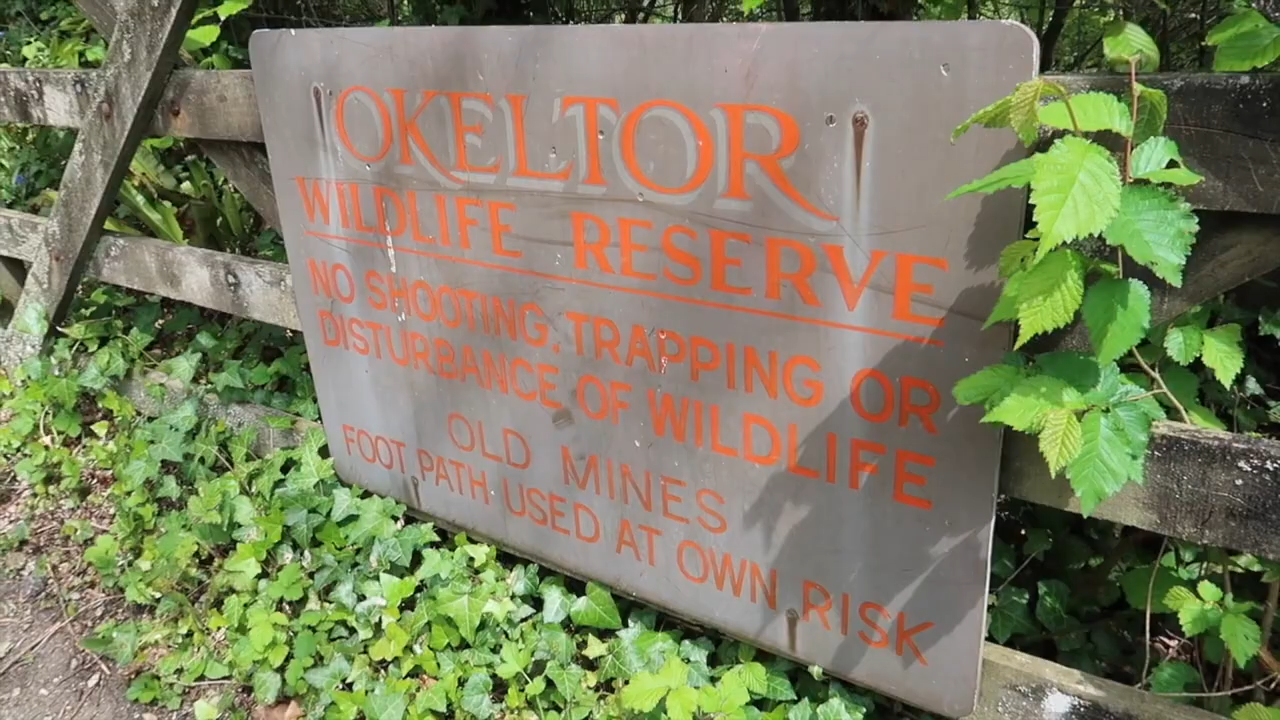 OKELTOR
WILDLIFE RESERVE
NO SHOOTING, TRAPPING OR
DISTURBANCE OF WILDLIFE
OLD MINES
FOOT PATH USED AT OWN RISK